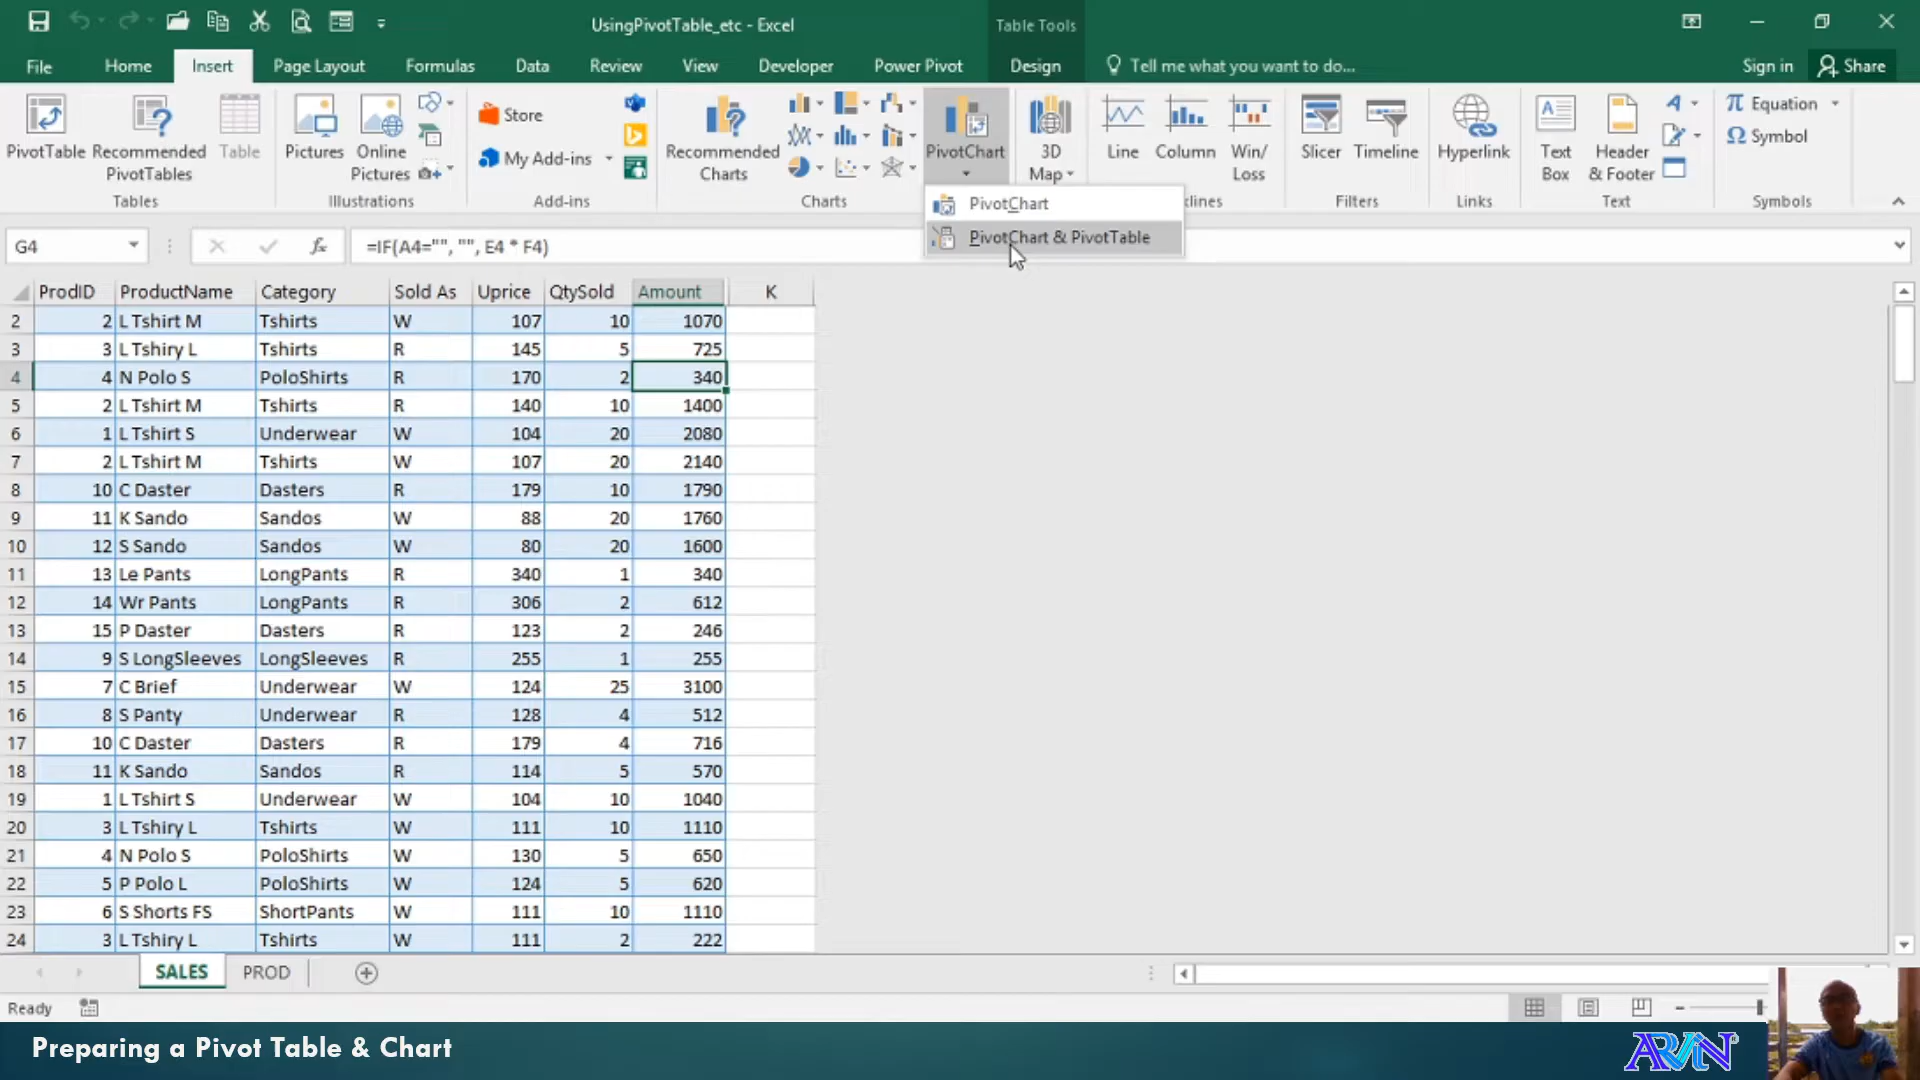 UsingPivotTable_etc - Excel
Table Tools
File Home Insert Page Layout Formulas Data Review View Developer Power Pivot Design Tell me what you want to do... Sign in Share
PivotTable
Recommended PivotTables
Table
Tables
Pictures
Online Pictures
Illustrations
Store
My Add-ins
Add-ins
Recommended Charts
Charts
PivotChart
3D Map
Line
Column
Win/Loss
klines
Slicer
Timeline
Filters
Hyperlink
Links
Text Box
Header & Footer
Text
Equation
Symbol
Symbols
PivotChart
PivotChart & PivotTable
G4 fx =IF(A4="", "", E4 * F4)
ProdID ProductName Category Sold As Uprice QtySold Amount K
2 2 L Tshirt M Tshirts W 107 10 1070
3 3 L Tshiry L Tshirts R 145 5 725
4 4 N Polo S PoloShirts R 170 2 340
5 2 L Tshirt M Tshirts R 140 10 1400
6 1 L Tshirt S Underwear W 104 20 2080
7 2 L Tshirt M Tshirts W 107 20 2140
8 10 C Daster Dasters R 179 10 1790
9 11 K Sando Sandos W 88 20 1760
10 12 S Sando Sandos W 80 20 1600
11 13 Le Pants LongPants R 340 1 340
12 14 Wr Pants LongPants R 306 2 612
13 15 P Daster Dasters R 123 2 246
14 9 S LongSleeves LongSleeves R 255 1 255
15 7 C Brief Underwear W 124 25 3100
16 8 S Panty Underwear R 128 4 512
17 10 C Daster Dasters R 179 4 716
18 11 K Sando Sandos R 114 5 570
19 1 L Tshirt S Underwear W 104 10 1040
20 3 L Tshiry L Tshirts W 111 10 1110
21 4 N Polo S PoloShirts W 130 5 650
22 5 P Polo L PoloShirts W 124 5 620
23 6 S Shorts FS ShortPants W 111 10 1110
24 3 L Tshiry L Tshirts W 111 2 222
SALES PROD
Ready
Preparing a Pivot Table & Chart
ARVIN